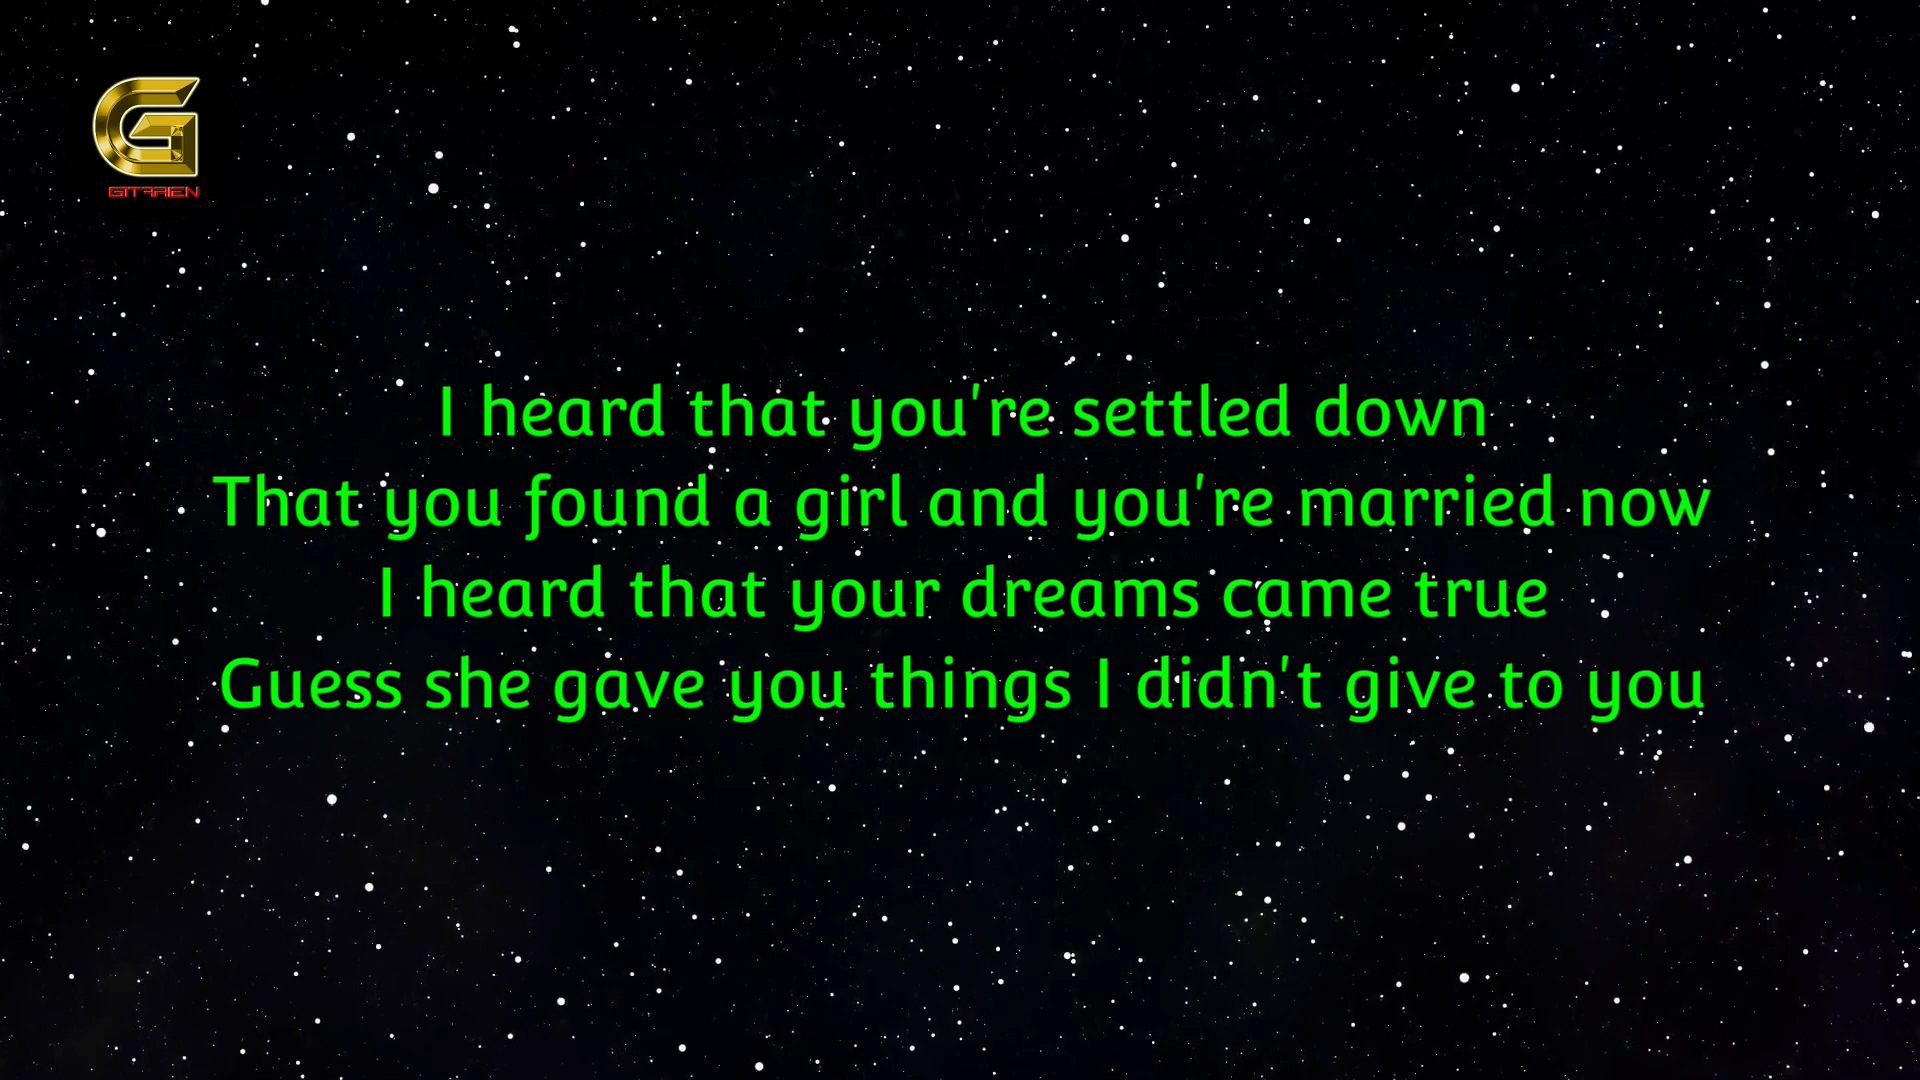 GITFRIEN
I heard that you're settled down
That you found a girl and you're married now
I heard that your dreams came true
Guess she gave you things I didn't give to you